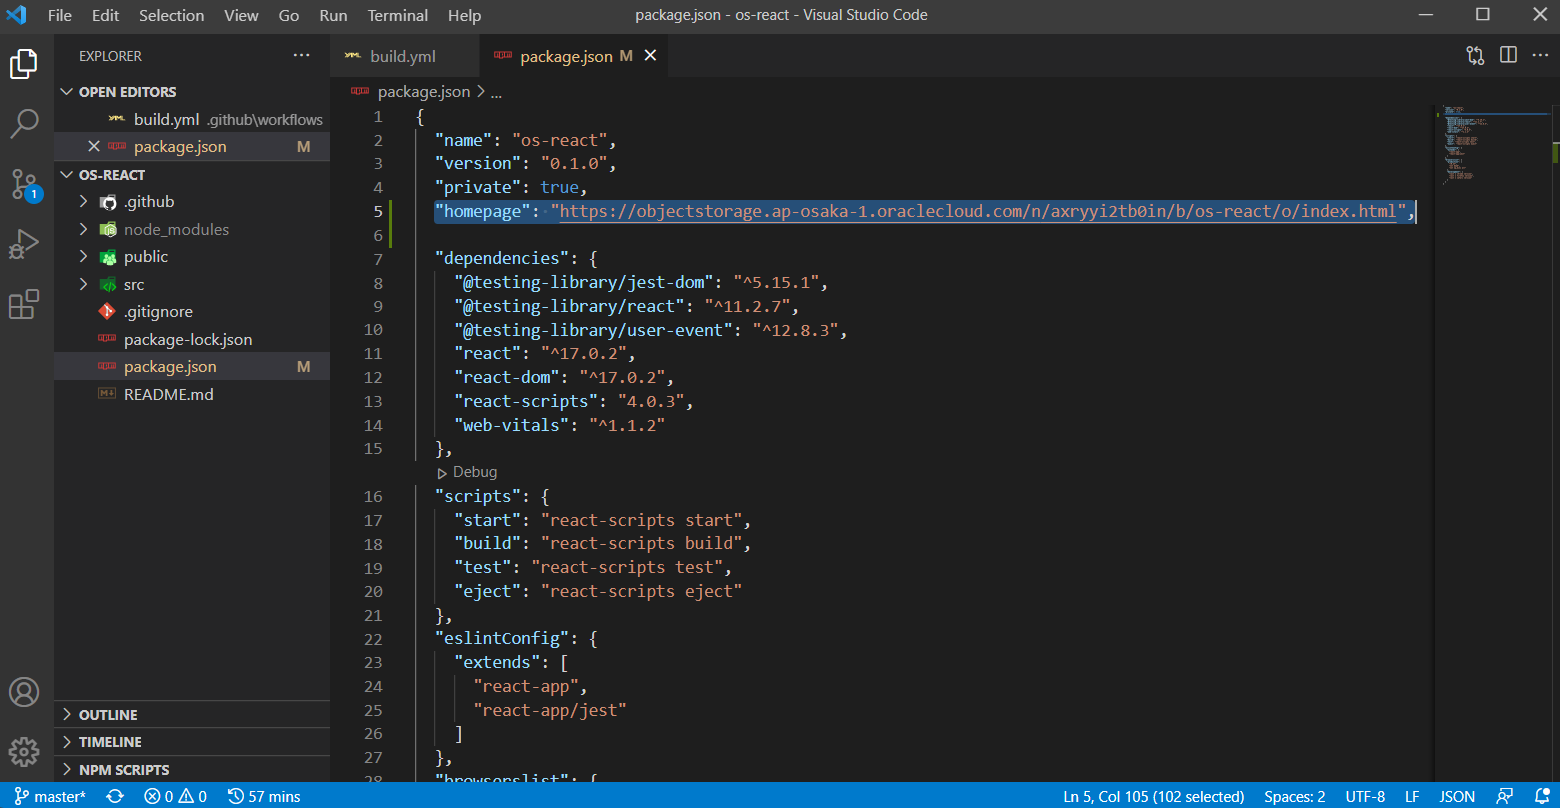 File Edit Selection View Go Run Terminal Help
package.json - os-react - Visual Studio Code
EXPLORER
OPEN EDITORS
build.yml .github\workflows
package.json M
OS-REACT
.github
node_modules
public
src
.gitignore
package-lock.json
package.json M
README.md
OUTLINE
TIMELINE
NPM SCRIPTS
1
build.yml
package.json M
package.json > ...
1 {
2 "name": "os-react",
3 "version": "0.1.0",
4 "private": true,
5 "homepage": "https://objectstorage.ap-osaka-1.oraclecloud.com/n/axryyi2tb0in/b/os-react/o/index.html",
6
7 "dependencies": {
8 "@testing-library/jest-dom": "^5.15.1",
9 "@testing-library/react": "^11.2.7",
10 "@testing-library/user-event": "^12.8.3",
11 "react": "^17.0.2",
12 "react-dom": "^17.0.2",
13 "react-scripts": "4.0.3",
14 "web-vitals": "^1.1.2"
15 },
Debug
16 "scripts": {
17 "start": "react-scripts start",
18 "build": "react-scripts build",
19 "test": "react-scripts test",
20 "eject": "react-scripts eject"
21 },
22 "eslintConfig": {
23 "extends": [
24 "react-app",
25 "react-app/jest"
26 ]
27 },
28 "browserslist": {
master* 0 0 57 mins
Ln 5, Col 105 (102 selected) Spaces: 2 UTF-8 LF JSON